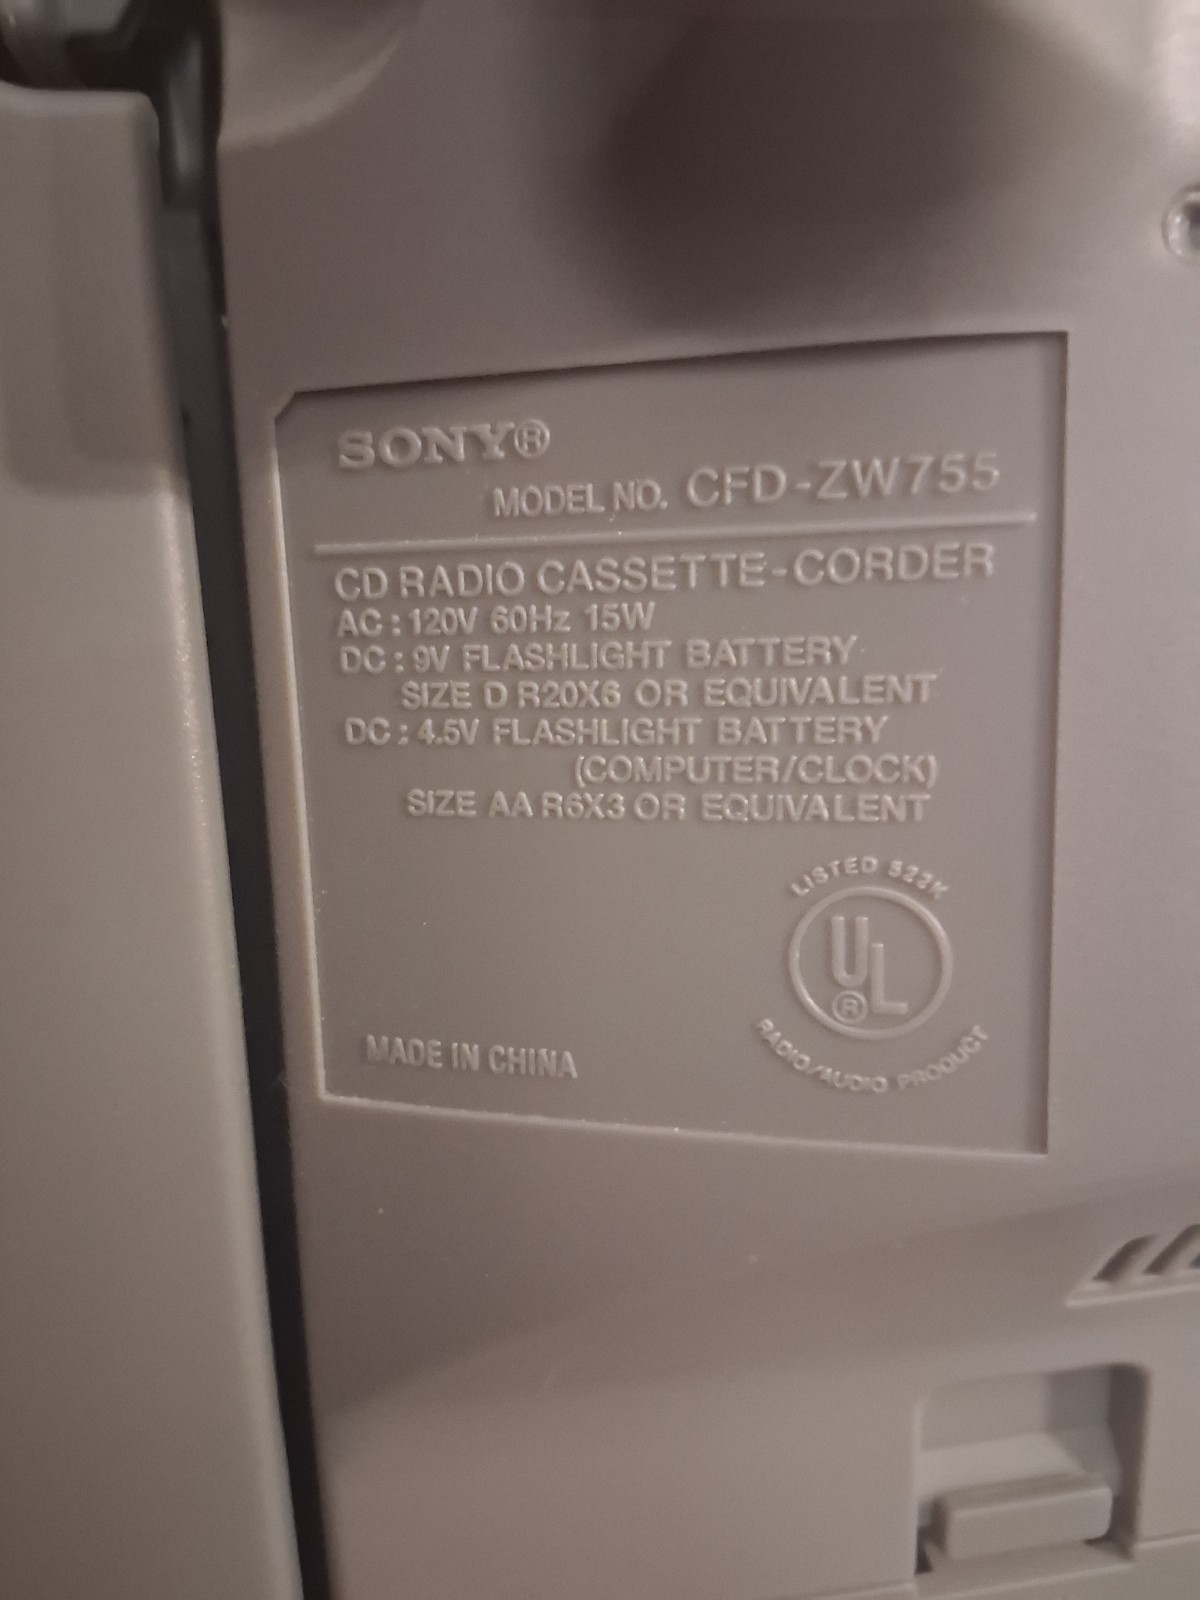 SONY®
MODEL NO. CFD-ZW755
CD RADIO CASSETTE-CORDER
AC : 120V 60Hz 15W
DC : 9V FLASHLIGHT BATTERY
SIZE D R20X6 OR EQUIVALENT
DC : 4.5V FLASHLIGHT BATTERY
(COMPUTER/CLOCK)
SIZE AA R6X3 OR EQUIVALENT
LISTED 522K
UL®
RADIO/AUDIO PRODUCT
MADE IN CHINA